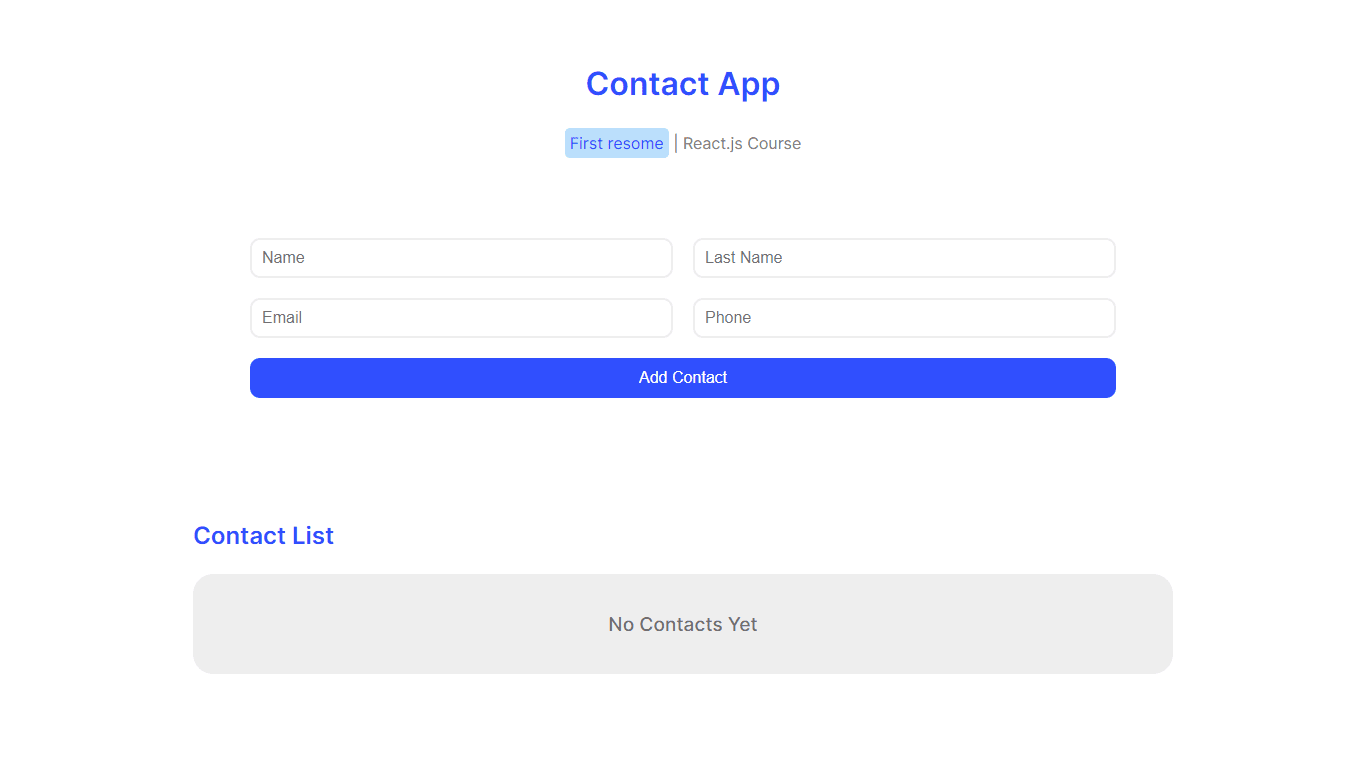 Contact App
First resome | React.js Course
Name
Last Name
Email
Phone
Add Contact
Contact List
No Contacts Yet